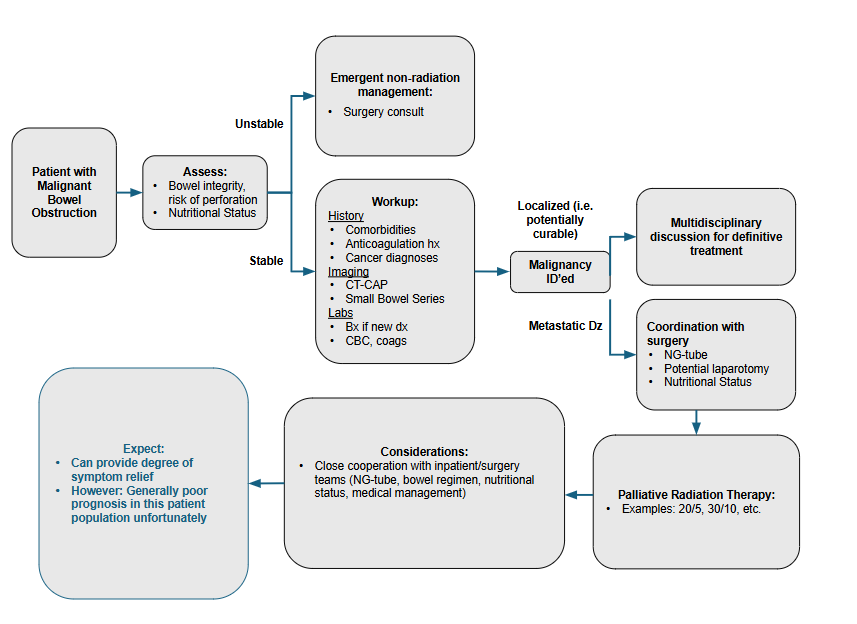 Patient with
Malignant
Bowel
Obstruction
Assess:
• Bowel integrity,
risk of perforation
• Nutritional Status
Unstable
Stable
Emergent non-radiation
management:
• Surgery consult
Workup:
History
• Comorbidities
• Anticoagulation hx
• Cancer diagnoses
Imaging
• CT-CAP
• Small Bowel Series
Labs
• Bx if new dx
• CBC, coags
Localized (i.e.
potentially
curable)
Malignancy
ID'ed
Metastatic Dz
Multidisciplinary
discussion for definitive
treatment
Coordination with
surgery
• NG-tube
• Potential laparotomy
• Nutritional Status
Palliative Radiation Therapy:
• Examples: 20/5, 30/10, etc.
Considerations:
• Close cooperation with inpatient/surgery
teams (NG-tube, bowel regimen, nutritional
status, medical management)
Expect:
• Can provide degree of
symptom relief
• However: Generally poor
prognosis in this patient
population unfortunately